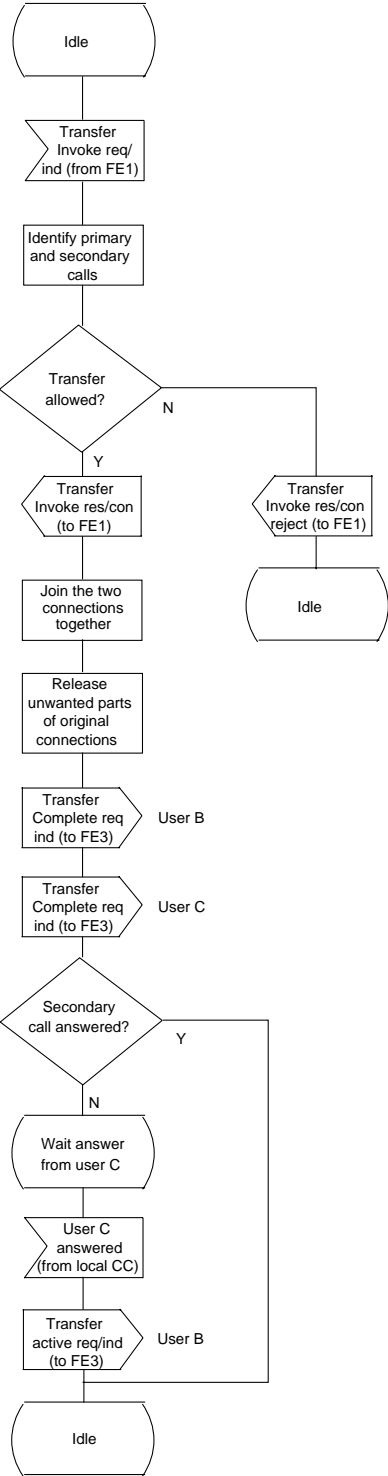 Idle
Transfer
Invoke req/
ind (from FE1)
Identify primary
and secondary
calls
Transfer
allowed?
N
Y
Transfer
Invoke res/con
(to FE1)
Transfer
Invoke res/con
reject (to FE1)
Join the two
connections
together
Idle
Release
unwanted parts
of original
connections
Transfer
Complete req
ind (to FE3)
User B
Transfer
Complete req
ind (to FE3)
User C
Secondary
call answered?
Y
N
Wait answer
from user C
User C
answered
(from local CC)
Transfer
active req/ind
(to FE3)
User B
Idle